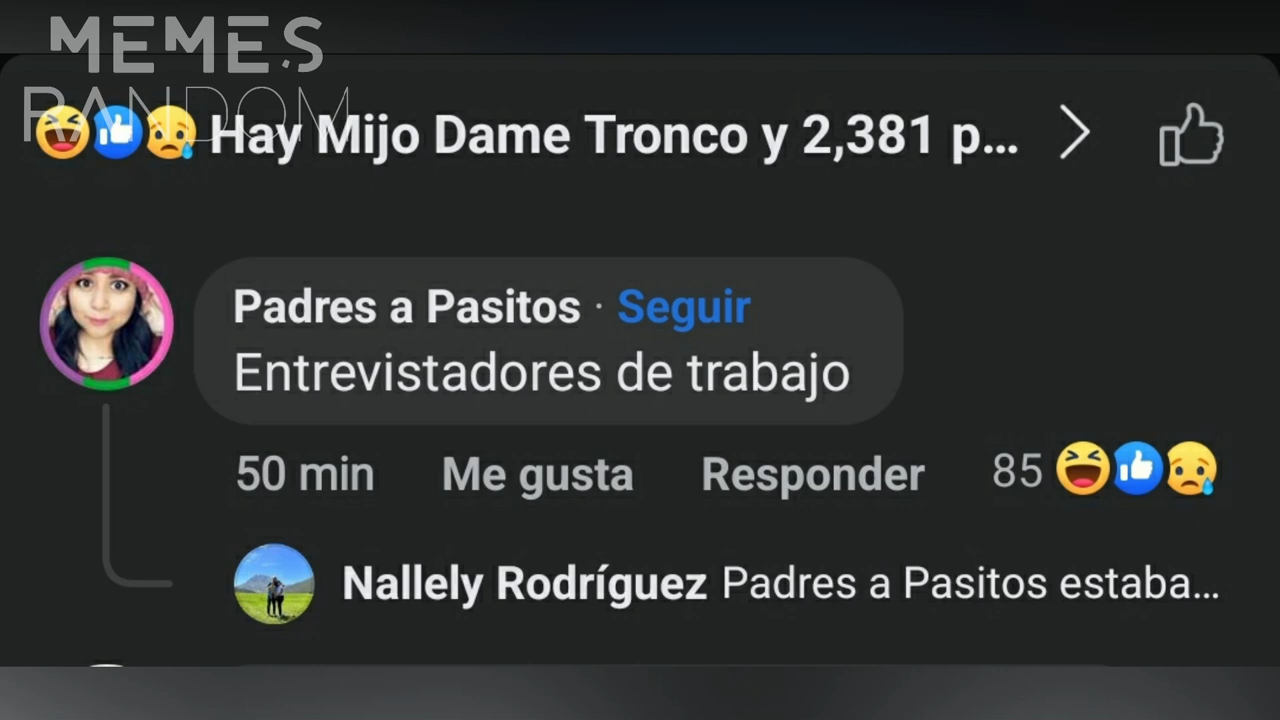 MEMES
RANDOM
Hay Mijo Dame Tronco y 2,381 p...
Padres a Pasitos · Seguir
Entrevistadores de trabajo
50 min Me gusta Responder 85
Nallely Rodríguez Padres a Pasitos estaba...